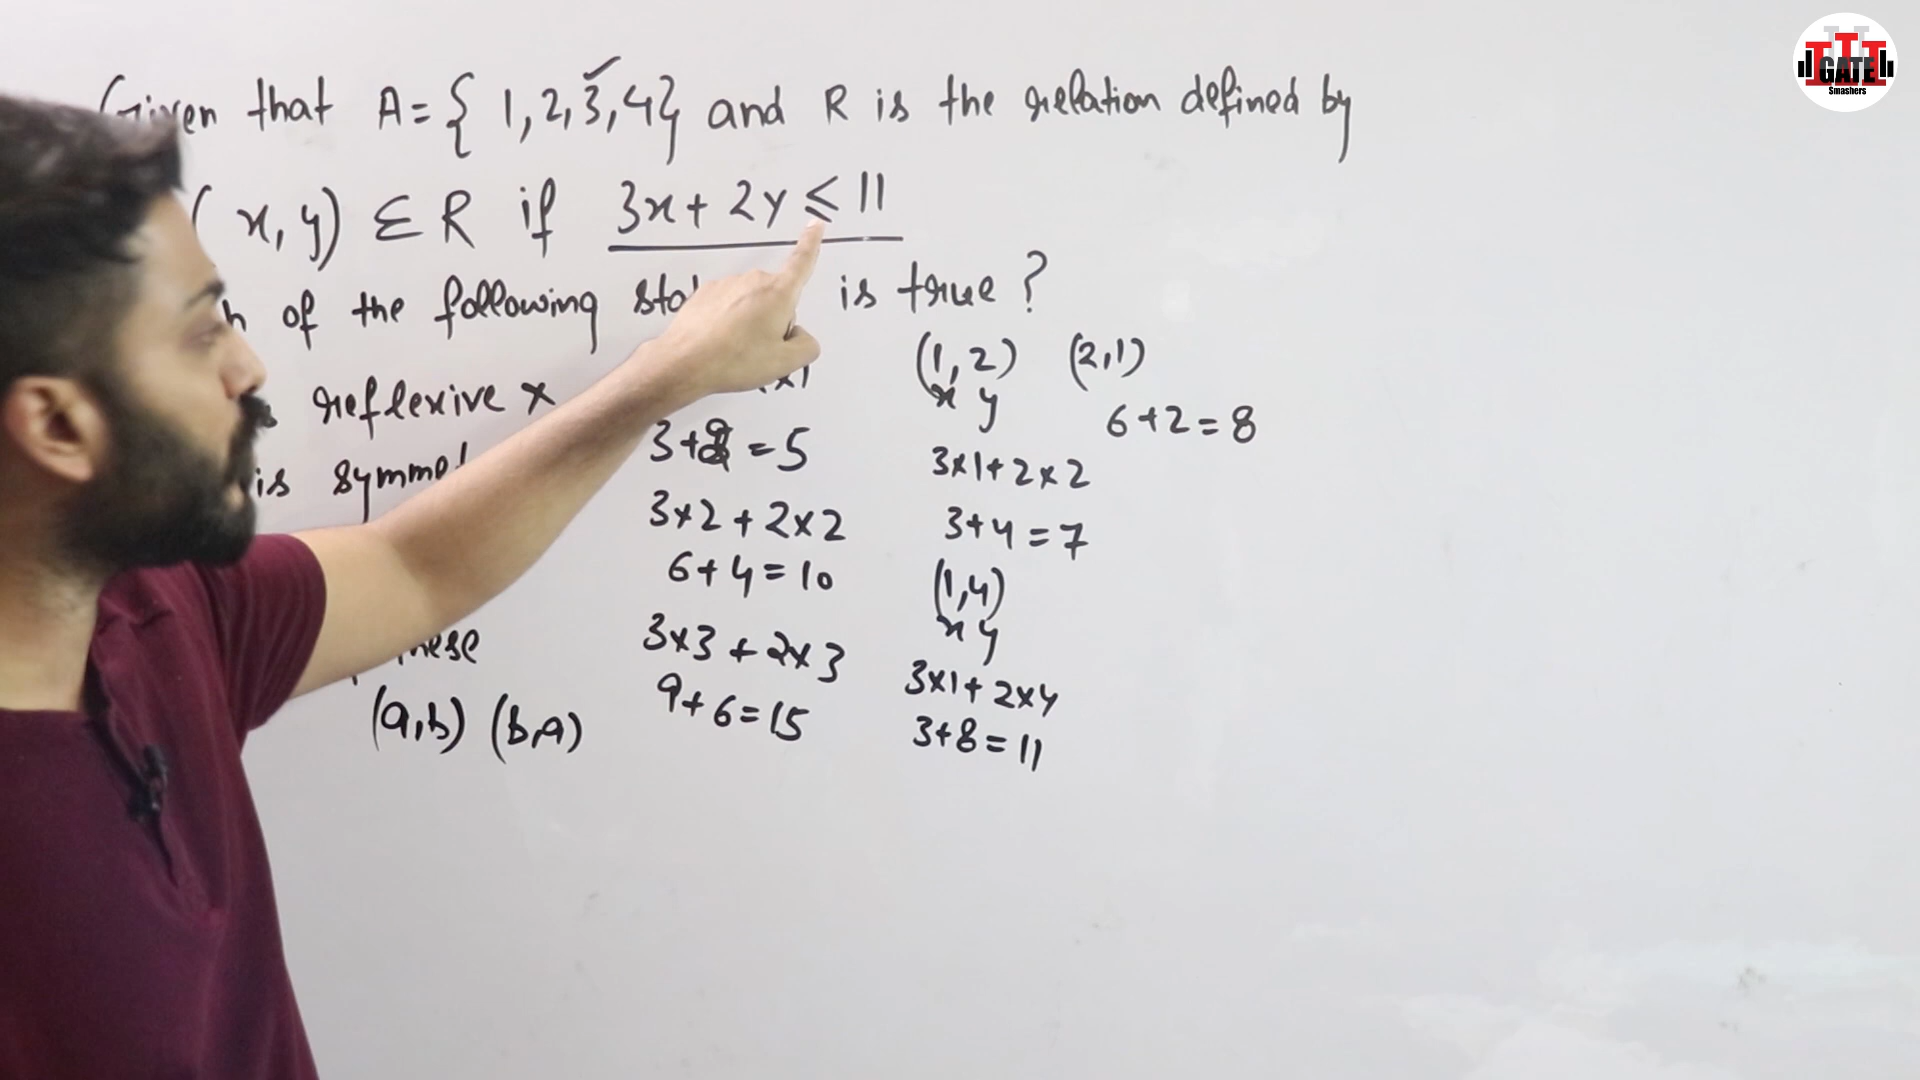 Given that A = { 1, 2, 3, 4} and R is the relation defined by
(x, y) ∈ R if 3x + 2y ≤ 11
of the following is true ?
reflexive ×
is
(a,b) (b,a)
3+2 = 5
3×2 + 2×2
6+4 = 10
3×3 + 2×3
9+6 = 15
(1,2) (2,1)
x y
6+2 = 8
3×1+2×2
3+4 = 7
(1,4)
x y
3×1+ 2×4
3+8 = 11
GATE
Smashers